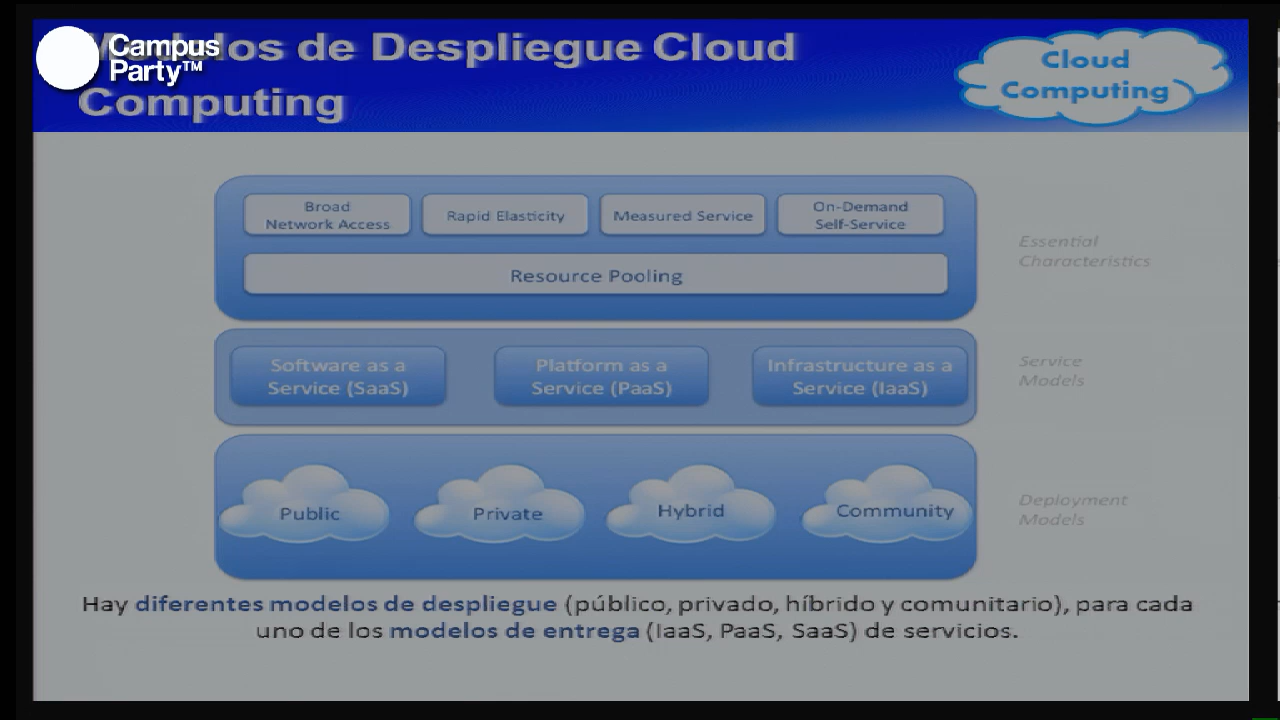 Campus
Party™
Modelos de Despliegue Cloud
Computing
Cloud
Computing
Broad
Network Access
Rapid Elasticity
Measured Service
On-Demand
Self-Service
Resource Pooling
Essential
Characteristics
Software as a
Service (SaaS)
Platform as a
Service (PaaS)
Infrastructure as a
Service (IaaS)
Service
Models
Public
Private
Hybrid
Community
Deployment
Models
Hay diferentes modelos de despliegue (público, privado, híbrido y comunitario), para cada
uno de los modelos de entrega (IaaS, PaaS, SaaS) de servicios.